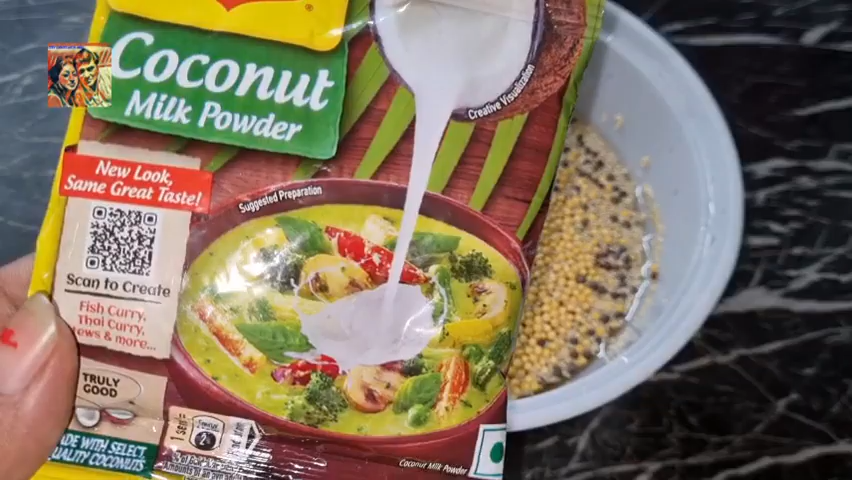 Coconut
Milk Powder
Creative Visualization
New Look,
Same Great Taste!
Suggested Preparation
Scan to Create
Fish Curry,
Thai Curry,
& more...
TRULY
GOOD
MADE WITH SELECT
QUALITY COCONUTS
Coconut Milk Powder